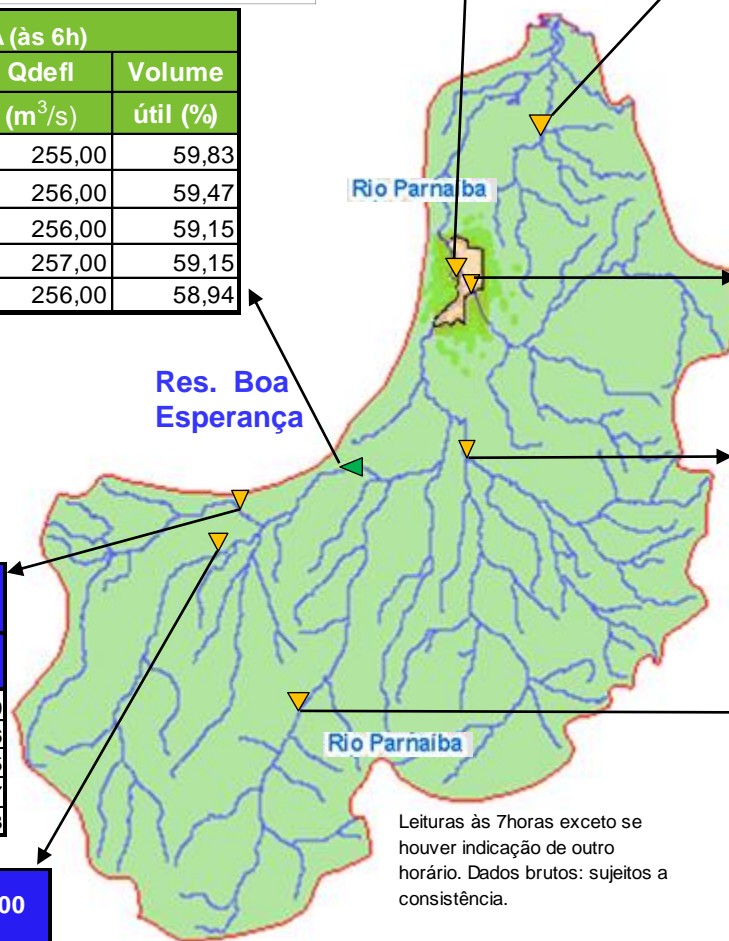 A (às 6h)
Qdefl Volume
(m³/s) útil (%)
255,00 59,83
256,00 59,47
256,00 59,15
257,00 59,15
256,00 58,94
Rio Parnaíba
Res. Boa
Esperança
Rio Parnaíba
Leituras às 7horas exceto se
houver indicação de outro
horário. Dados brutos: sujeitos a
consistência.
00